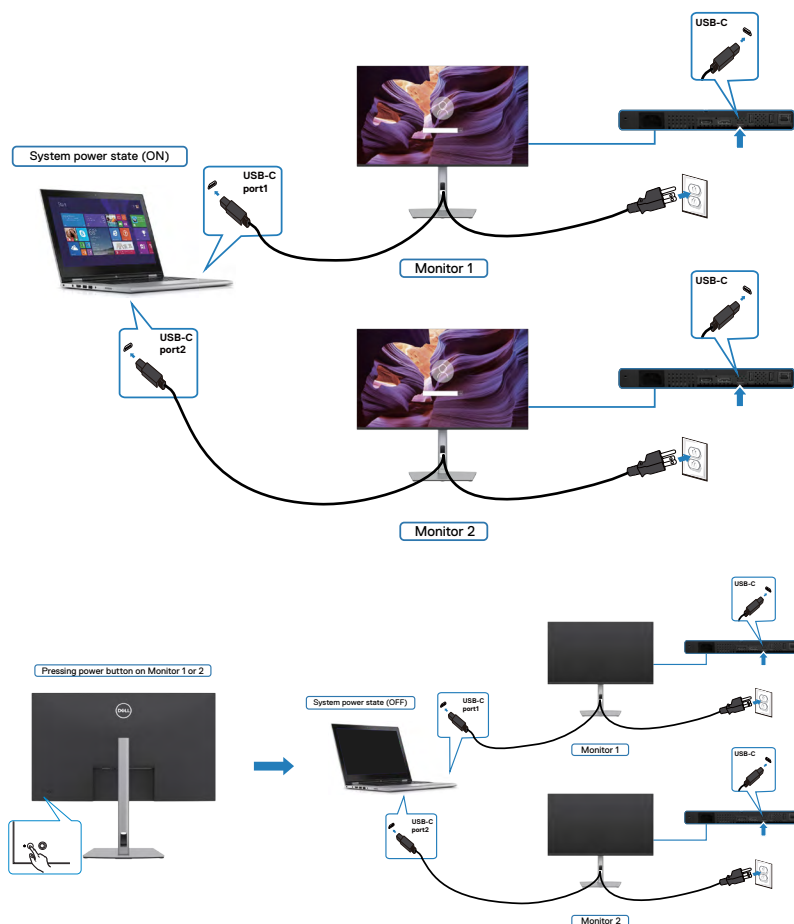 USB-C
System power state (ON)
USB-C
port1
Monitor 1
USB-C
USB-C
port2
Monitor 2
USB-C
Pressing power button on Monitor 1 or 2
System power state (OFF)
USB-C
port1
Monitor 1
USB-C
DELL
USB-C
port2
Monitor 2